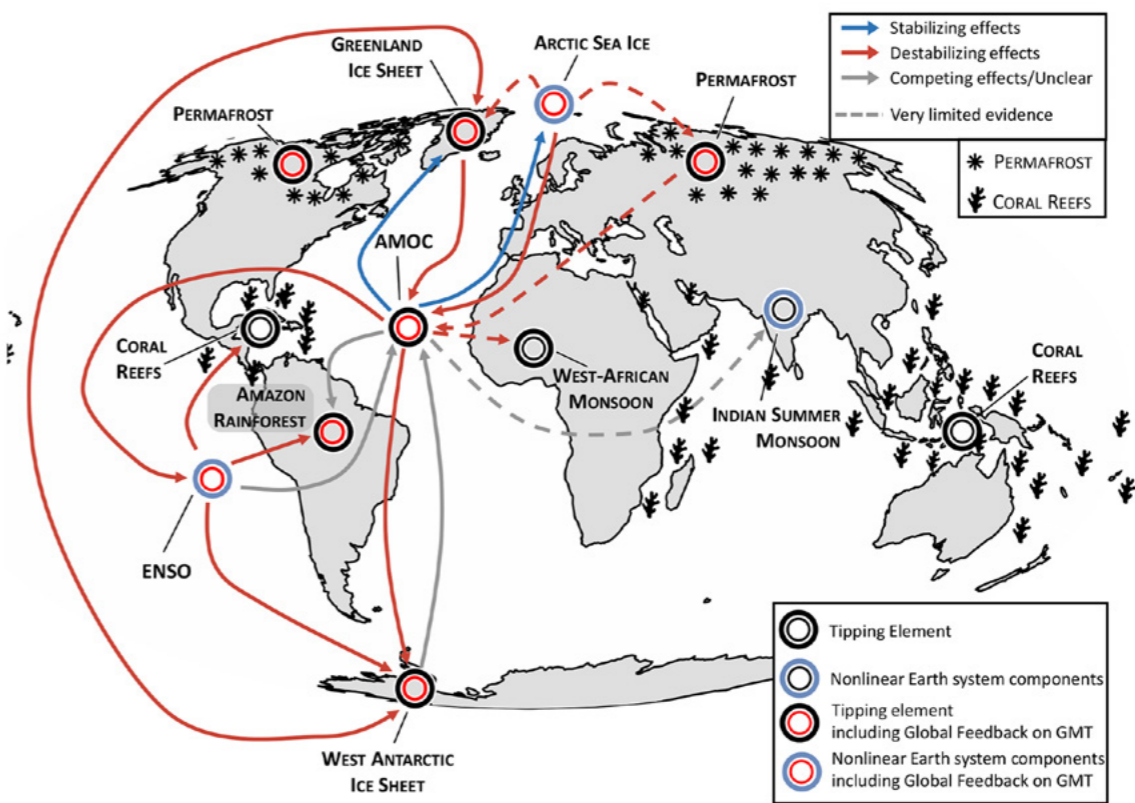 GREENLAND
ICE SHEET
ARCTIC SEA ICE
PERMAFROST
PERMAFROST
AMOC
CORAL
REEFS
AMAZON
RAINFOREST
WEST-AFRICAN
MONSOON
INDIAN SUMMER
MONSOON
CORAL
REEFS
ENSO
WEST ANTARCTIC
ICE SHEET
Stabilizing effects
Destabilizing effects
Competing effects/Unclear
Very limited evidence
PERMAFROST
CORAL REEFS
Tipping Element
Nonlinear Earth system components
Tipping element
including Global Feedback on GMT
Nonlinear Earth system components
including Global Feedback on GMT